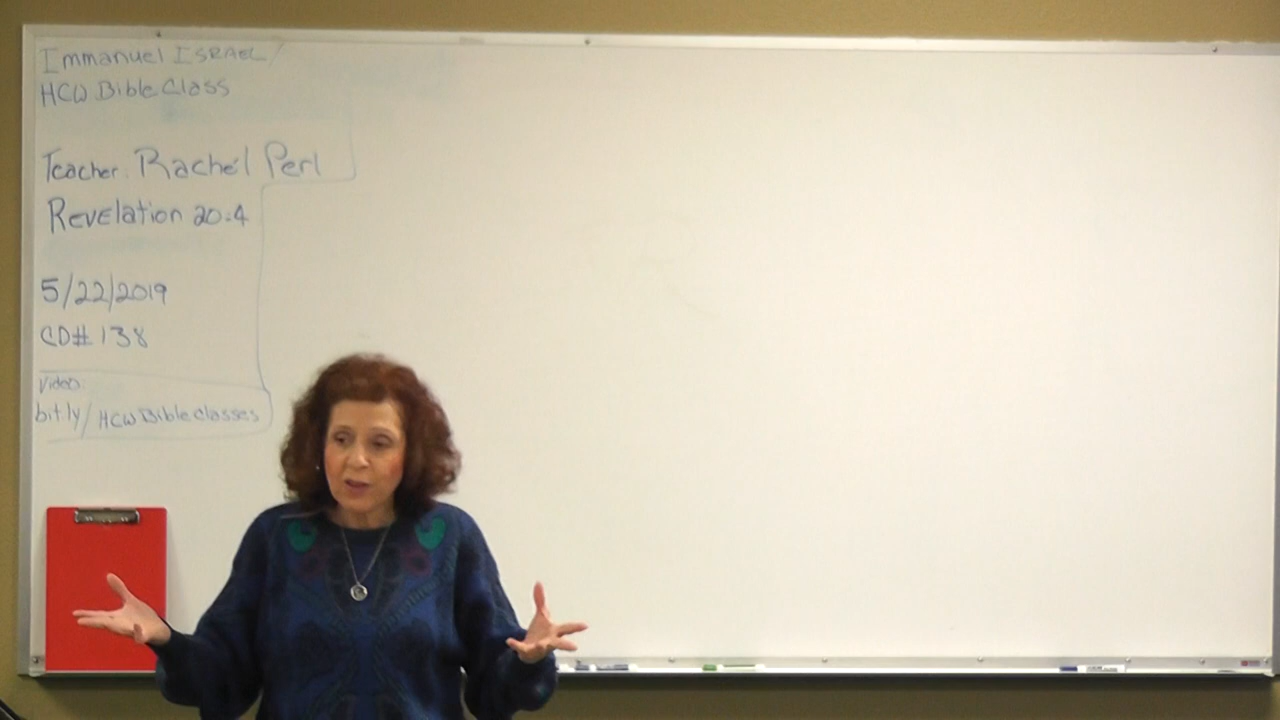 Immanuel ISRAEL/
HCW Bible Class
Teacher: Rachel Perl
Revelation 20:4
5/22/2019
CD# 138
Video:
bit.ly/HCWBibleclasses